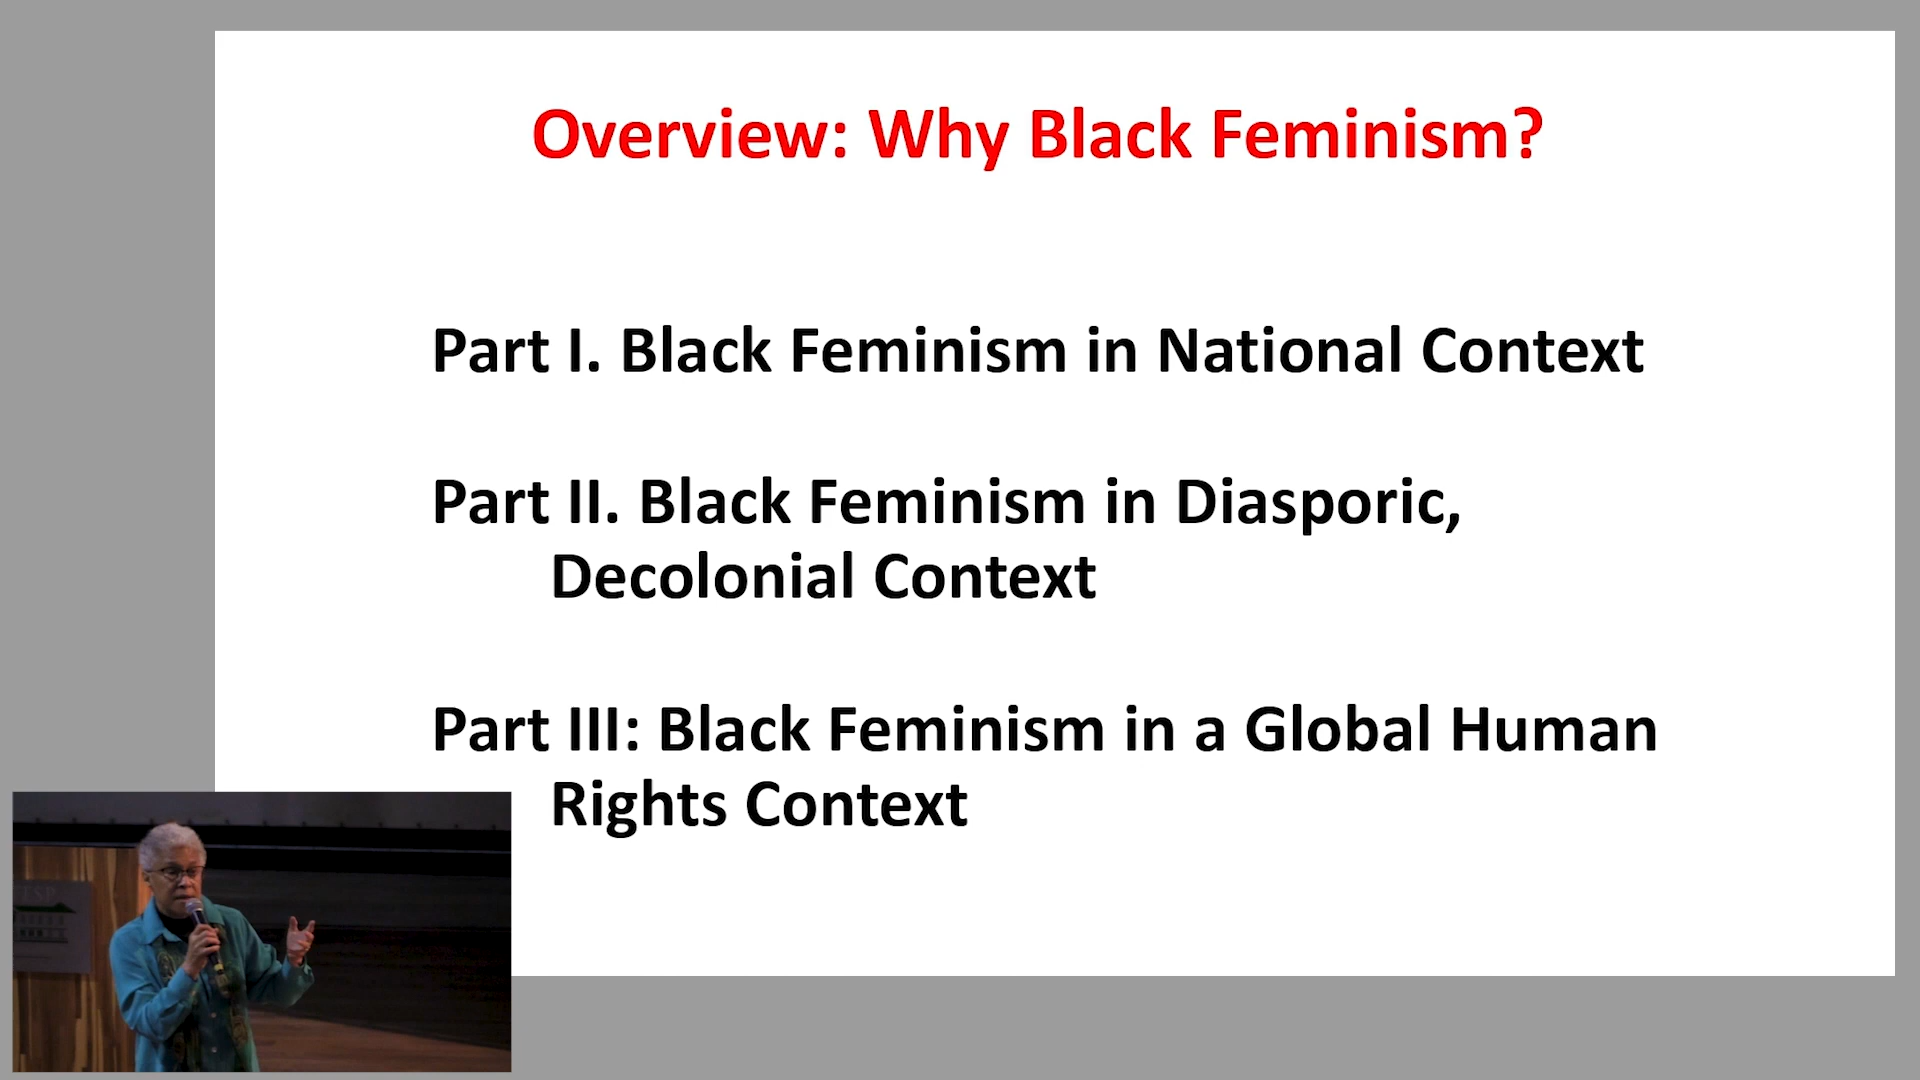 Overview: Why Black Feminism?
Part I. Black Feminism in National Context
Part II. Black Feminism in Diasporic,
Decolonial Context
Part III: Black Feminism in a Global Human
Rights Context